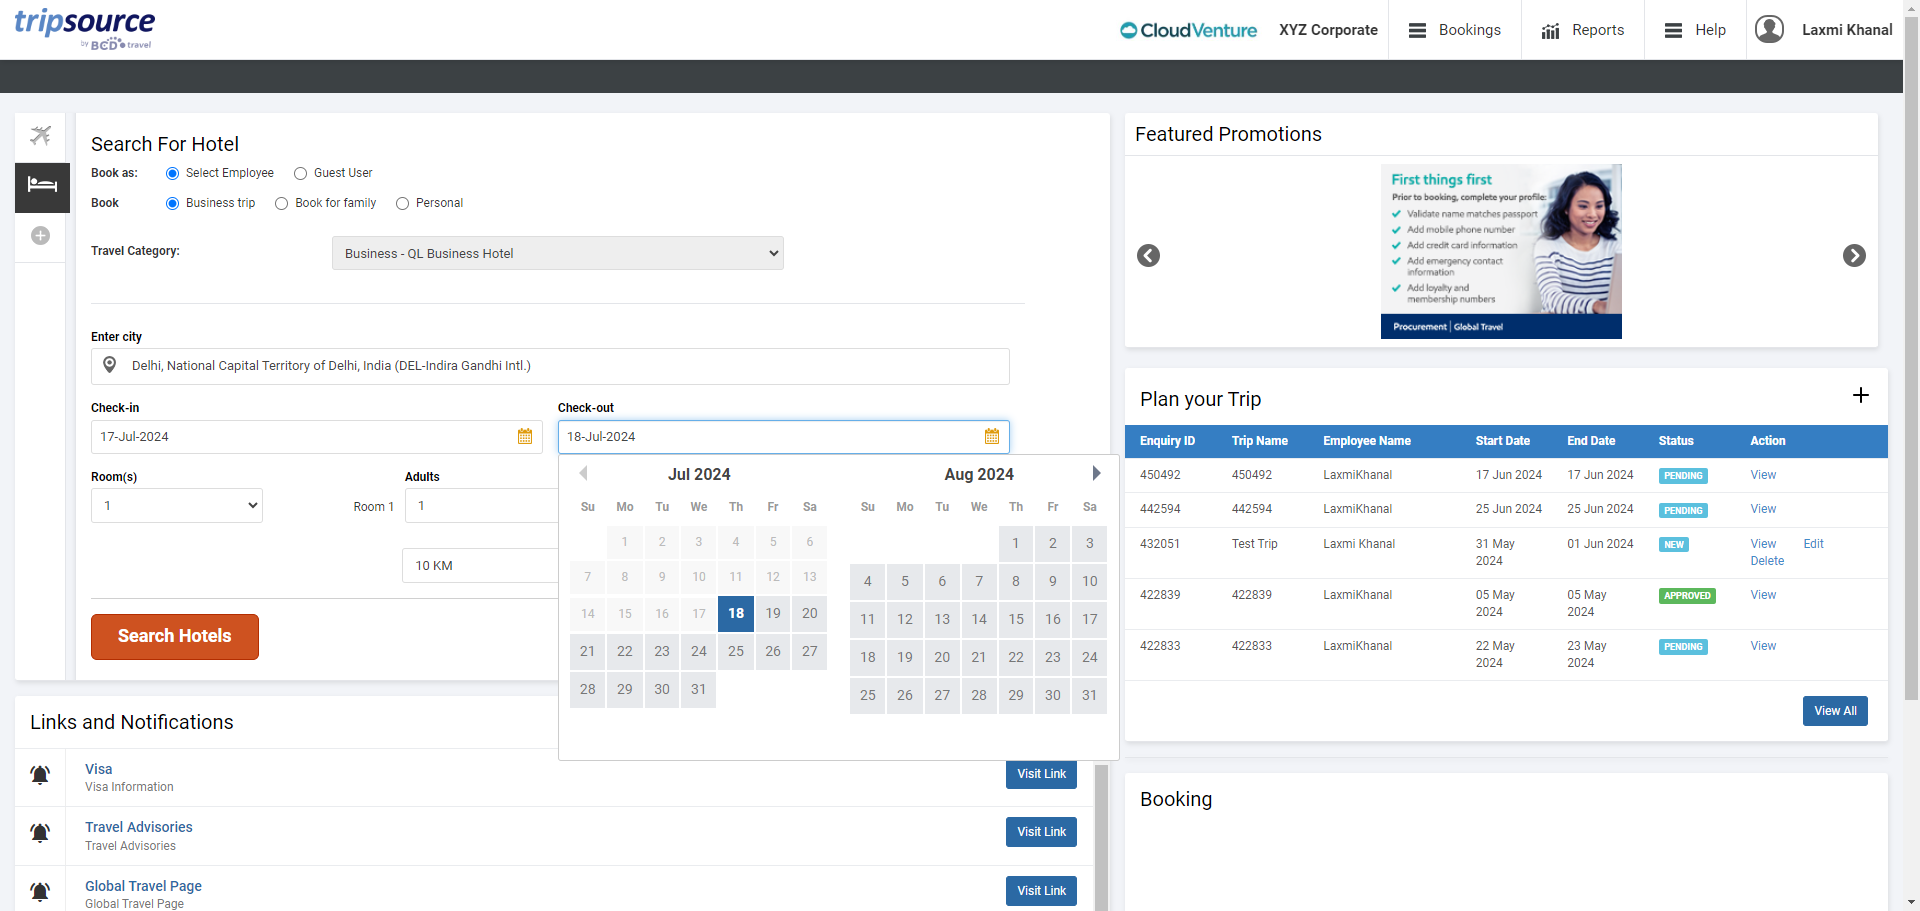 tripsource
by BCD travel
CloudVenture
XYZ Corporate
Bookings
Reports
Help
Laxmi Khanal
Search For Hotel
Book as: Select Employee Guest User
Book Business trip Book for family Personal
Travel Category: Business - QL Business Hotel
Enter city
Delhi, National Capital Territory of Delhi, India (DEL-Indira Gandhi Intl.)
Check-in Check-out
17-Jul-2024 18-Jul-2024
Room(s) Adults
1 Room 1 1
10 KM
Search Hotels
Jul 2024
Su Mo Tu We Th Fr Sa
1 2 3 4 5 6
7 8 9 10 11 12 13
14 15 16 17 18 19 20
21 22 23 24 25 26 27
28 29 30 31
Aug 2024
Su Mo Tu We Th Fr Sa
1 2 3
4 5 6 7 8 9 10
11 12 13 14 15 16 17
18 19 20 21 22 23 24
25 26 27 28 29 30 31
Links and Notifications
Visa
Visa Information
Visit Link
Travel Advisories
Travel Advisories
Visit Link
Global Travel Page
Global Travel Page
Visit Link
Featured Promotions
First things first
Prior to booking, complete your profile:
Validate name matches passport
Add mobile phone number
Add credit card information
Add emergency contact
information
Add loyalty and
membership numbers
Procurement | Global Travel
Plan your Trip
+
Enquiry ID Trip Name Employee Name Start Date End Date Status Action
450492 450492 LaxmiKhanal 17 Jun 2024 17 Jun 2024 PENDING View
442594 442594 LaxmiKhanal 25 Jun 2024 25 Jun 2024 PENDING View
432051 Test Trip Laxmi Khanal 31 May 01 Jun 2024 NEW View Edit
2024 Delete
422839 422839 LaxmiKhanal 05 May 05 May APPROVED View
2024 2024
422833 422833 LaxmiKhanal 22 May 23 May PENDING View
2024 2024
View All
Booking